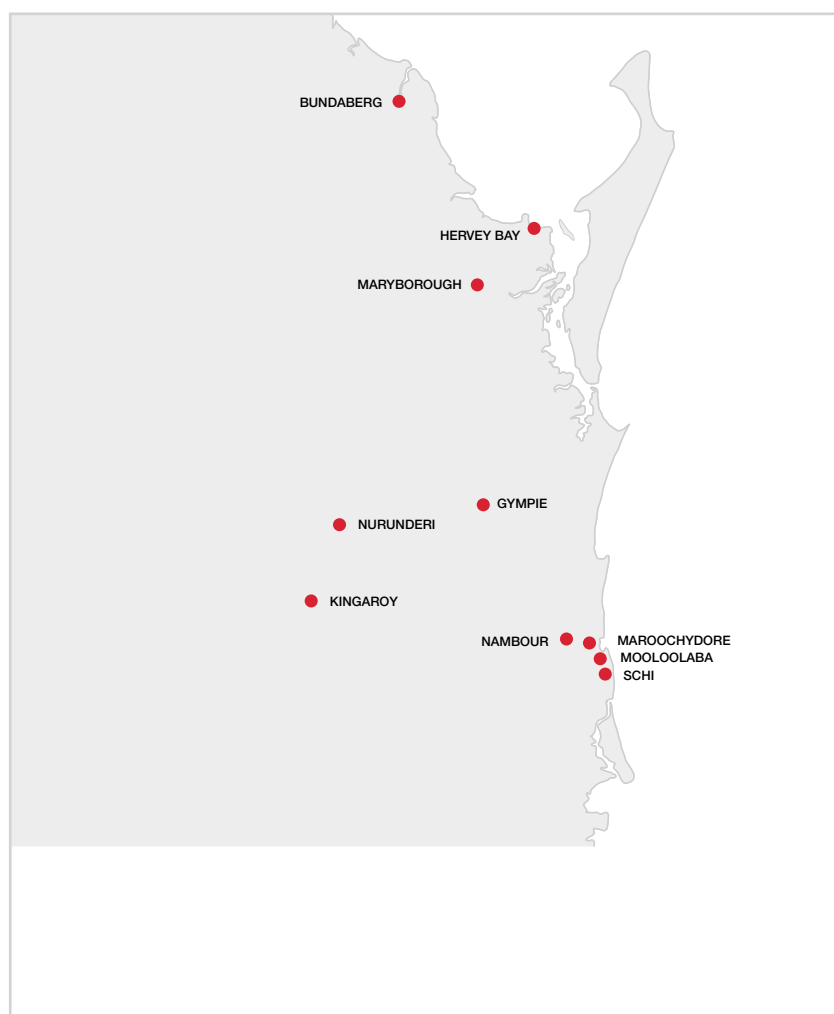 BUNDABERG
HERVEY BAY
MARYBOROUGH
GYMPIE
NURUNDERI
KINGAROY
NAMBOUR
MAROOCHYDORE
MOOLOOLABA
SCHI